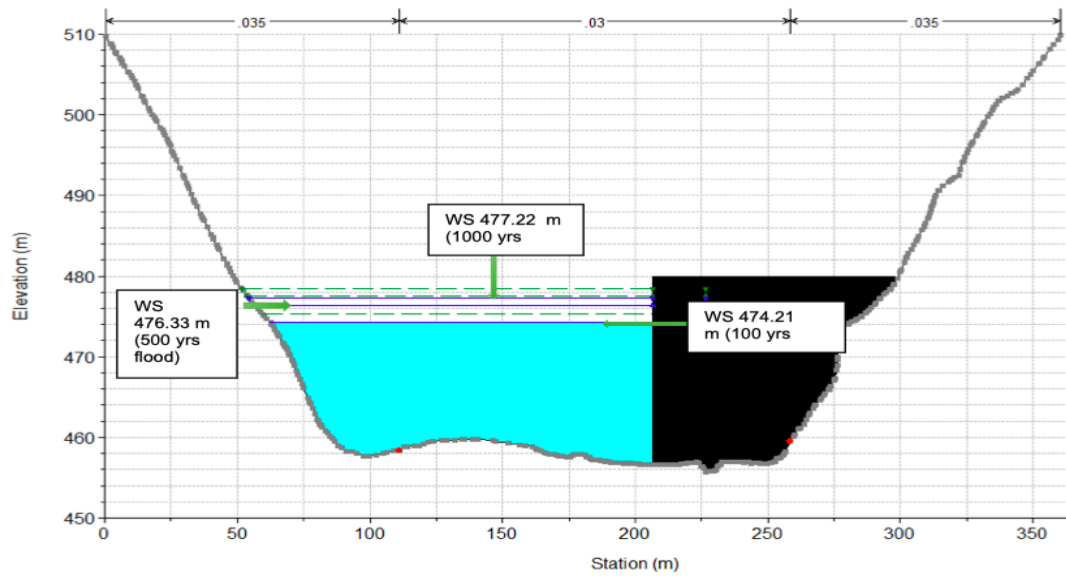 .035
.03
.035
510
500
490
480
470
460
450
Elevation (m)
WS 477.22 m
(1000 yrs
WS
476.33 m
(500 yrs
flood)
WS 474.21
m (100 yrs
0
50
100
150
200
250
300
350
Station (m)